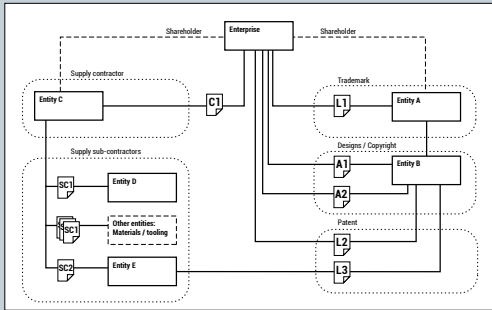 Enterprise
Shareholder
Shareholder
Supply contractor
Entity C
C1
Trademark
L1
Entity A
Designs / Copyright
A1
Entity B
A2
Supply sub-contractors
SC1
Entity D
SC1
Other entities:
Materials / tooling
SC2
Entity E
Patent
L2
L3